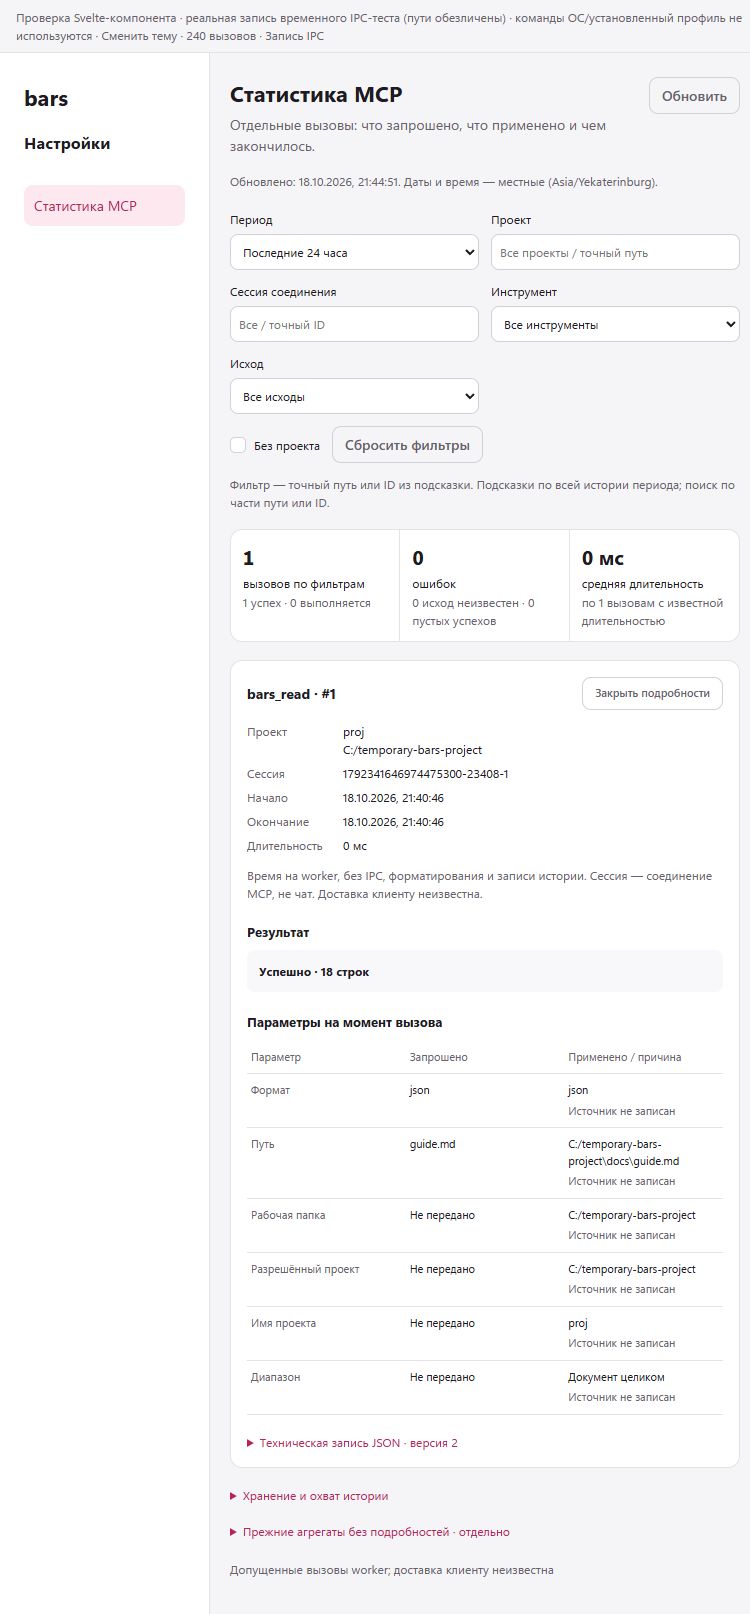 Проверка Svelte-компонента · реальная запись временного IPC-теста (пути обезличены) · команды ОС/установленный профиль не
используются · Сменить тему · 240 вызовов · Запись IPC
bars
Настройки
Статистика MCP
Статистика MCP
Обновить
Отдельные вызовы: что запрошено, что применено и чем
закончилось.
Обновлено: 18.10.2026, 21:44:51. Даты и время — местные (Asia/Yekaterinburg).
Период
Проект
Последние 24 часа
Все проекты / точный путь
Сессия соединения
Инструмент
Все / точный ID
Все инструменты
Исход
Все исходы
Без проекта
Сбросить фильтры
Фильтр — точный путь или ID из подсказки. Подсказки по всей истории периода; поиск по
части пути или ID.
1
вызовов по фильтрам
1 успех · 0 выполняется
0
ошибок
0 исход неизвестен · 0
пустых успехов
0 мс
средняя длительность
по 1 вызовам с известной
длительностью
bars_read · #1
Закрыть подробности
Проект
proj
C:/temporary-bars-project
Сессия
1792341646974475300-23408-1
Начало
18.10.2026, 21:40:46
Окончание
18.10.2026, 21:40:46
Длительность
0 мс
Время на worker, без IPC, форматирования и записи истории. Сессия — соединение
MCP, не чат. Доставка клиенту неизвестна.
Результат
Успешно · 18 строк
Параметры на момент вызова
Параметр
Запрошено
Применено / причина
Формат
json
json
Источник не записан
Путь
guide.md
C:/temporary-bars-
project\docs\guide.md
Источник не записан
Рабочая папка
Не передано
C:/temporary-bars-project
Источник не записан
Разрешённый проект
Не передано
C:/temporary-bars-project
Источник не записан
Имя проекта
Не передано
proj
Источник не записан
Диапазон
Не передано
Документ целиком
Источник не записан
Техническая запись JSON · версия 2
Хранение и охват истории
Прежние агрегаты без подробностей · отдельно
Допущенные вызовы worker; доставка клиенту неизвестна